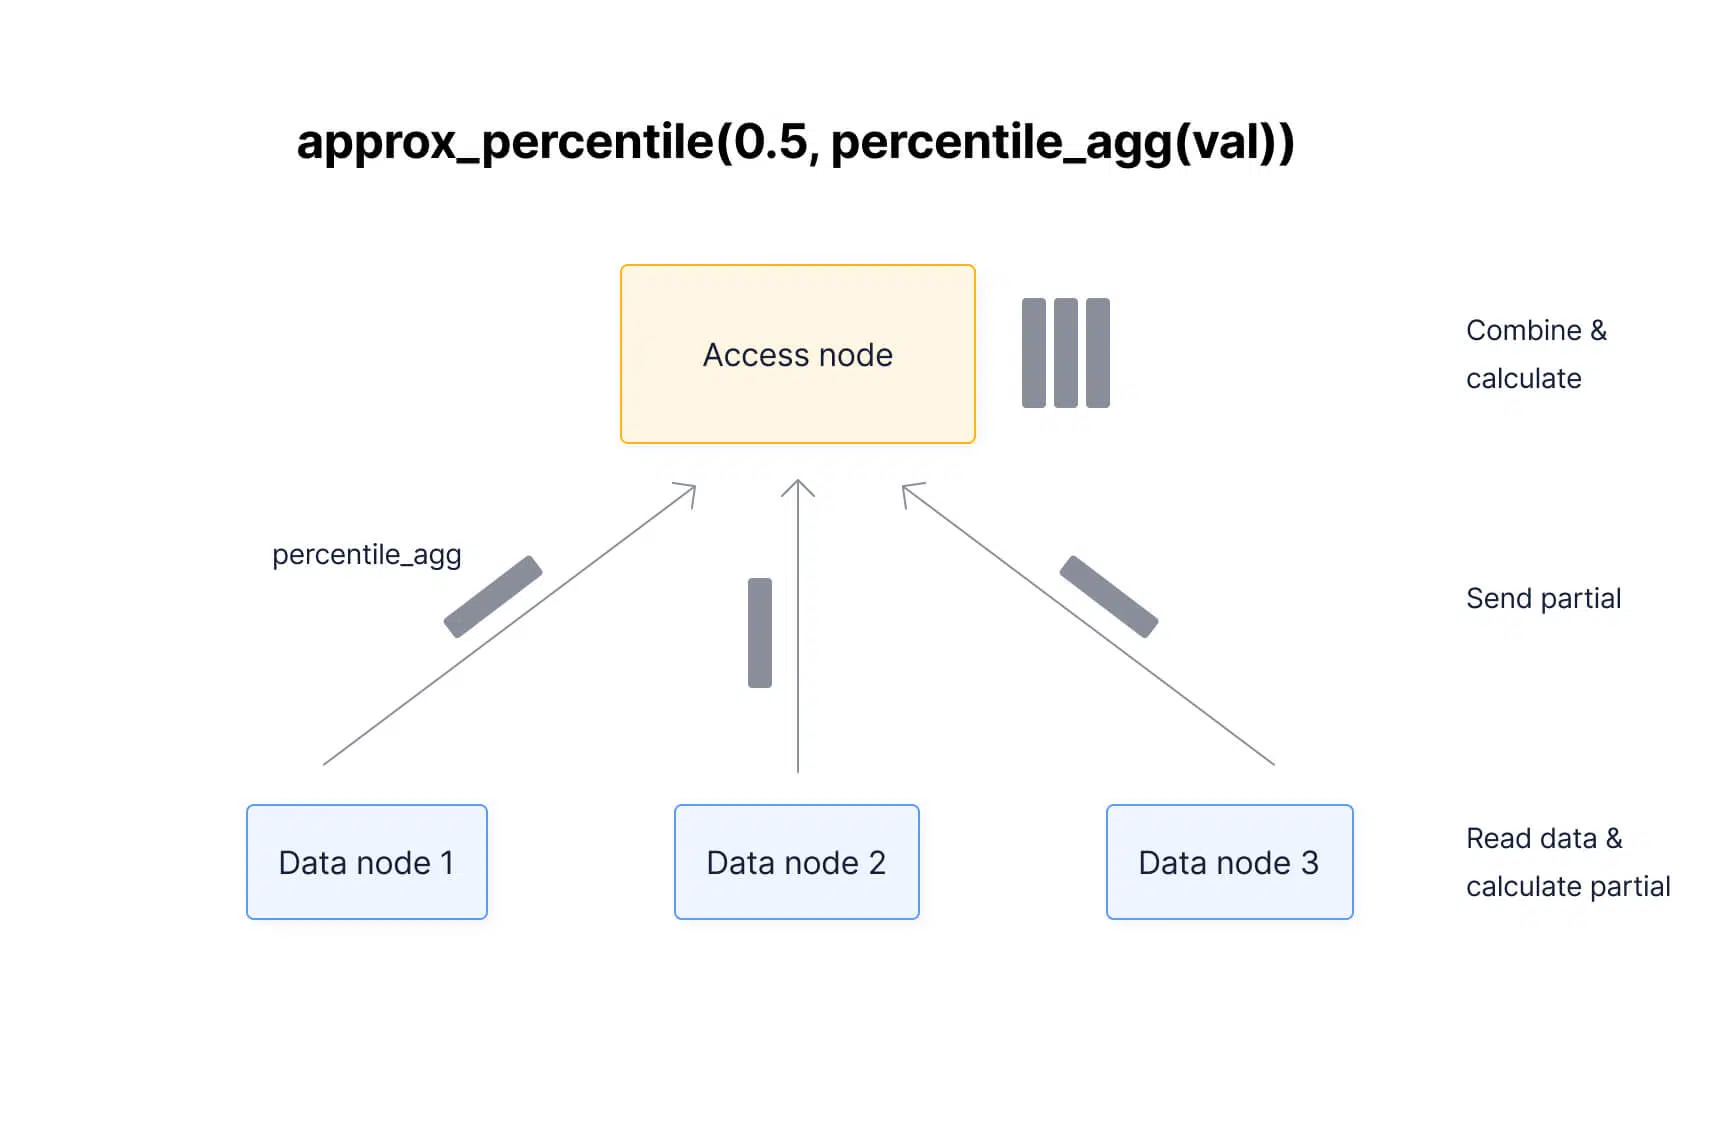 approx_percentile(0.5, percentile_agg(val))
Access node
Combine &
calculate
percentile_agg
Send partial
Data node 1
Data node 2
Data node 3
Read data &
calculate partial